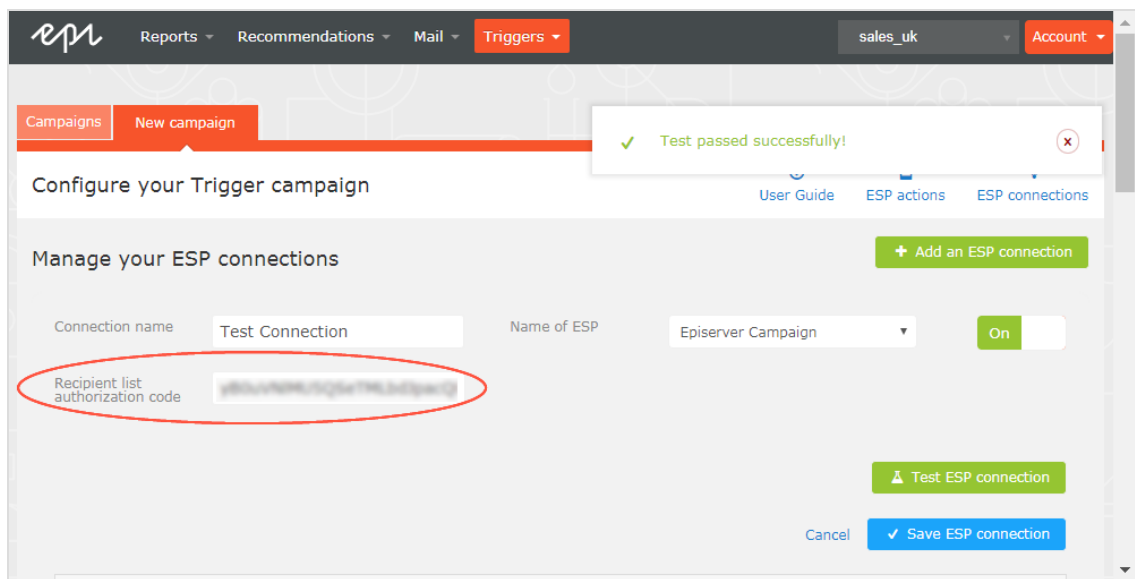 epi Reports Recommendations Mail Triggers sales_uk Account
Campaigns New campaign
Test passed successfully! x
Configure your Trigger campaign
User Guide ESP actions ESP connections
Manage your ESP connections
+ Add an ESP connection
Connection name Test Connection Name of ESP Episerver Campaign On
Recipient list
authorization code
Test ESP connection
Cancel Save ESP connection